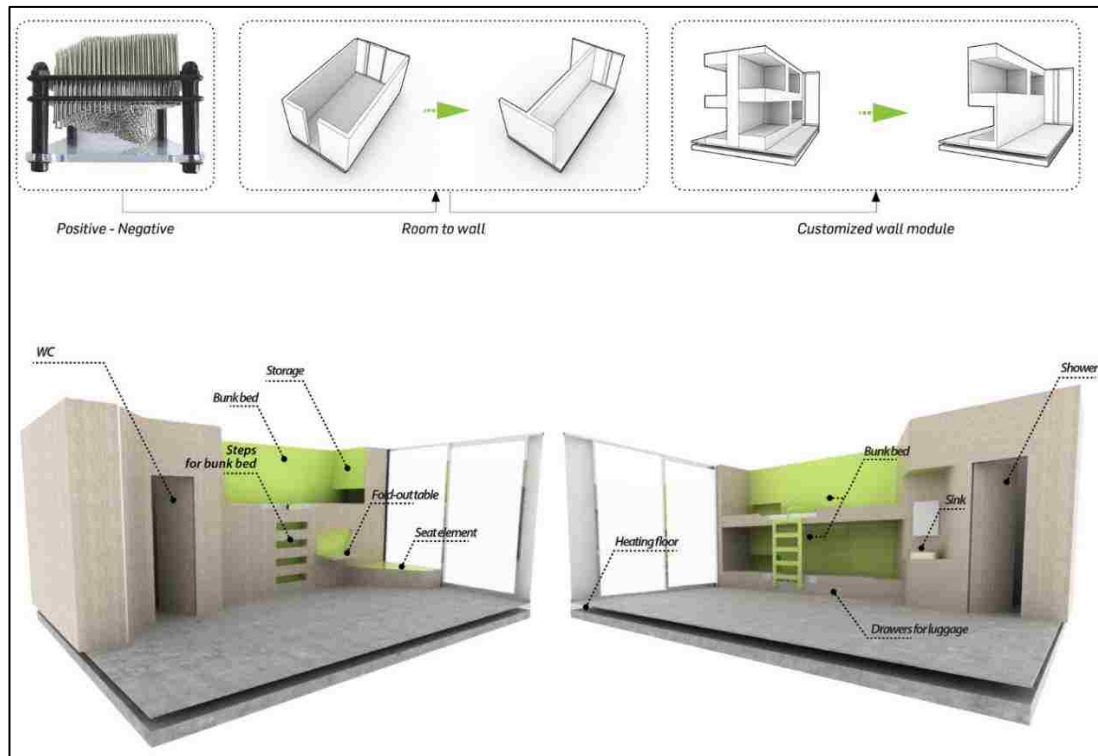 Positive - Negative
Room to wall
Customized wall module
WC
Storage
Bunk bed
Steps
for bunk bed
Fold-out table
Seat element
Shower
Bunk bed
Sink
Heating floor
Drawers for luggage